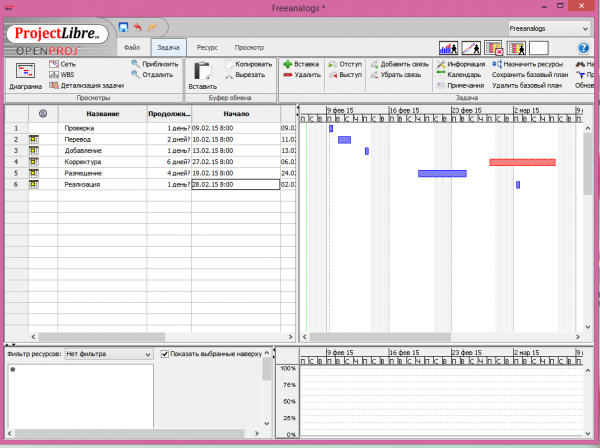 Freeanalogs *
ProjectLibre
OPENPROJ
Файл Задача Ресурс Просмотр
Freeanalogs
Диаграмма
Сеть
WBS
Детализация задачи
Приблизить
Отдалить
Просмотры
Вставить
Копировать
Вырезать
Буфер обмена
Вставка
Удалить
Отступ
Выступ
Добавить связь
Убрать связь
Информация
Календарь
Примечания
Назначить ресурсы
Сохранить базовый план
Удалить базовый план
На
П
Обнов
Задача
Название Продолжи... Начало
1 Проверка 1 день? 09.02.15 8:00 09.02
2 Перевод 2 дней? 10.02.15 8:00 11.02
3 Добавление 1 день? 13.02.15 8:00 13.02
4 Корректура 6 дней? 27.02.15 8:00 06.03
5 Размещение 4 дней? 19.02.15 8:00 24.02
6 Реализация 1 день? 28.02.15 8:00 02.03
9 фев 15 16 фев 15 23 фев 15 2 мар 15 9
П С В П С В П С В П С В П С В П С В П С В П С В П С В П
Фильтр ресурсов: Нет фильтра Показать выбранные наверху
9 фев 15 16 фев 15 23 фев 15 2 мар 15 9
П С В П С В П С В П С В П С В П С В П С В П С В П С В П
100%
75%
50%
25%
0%